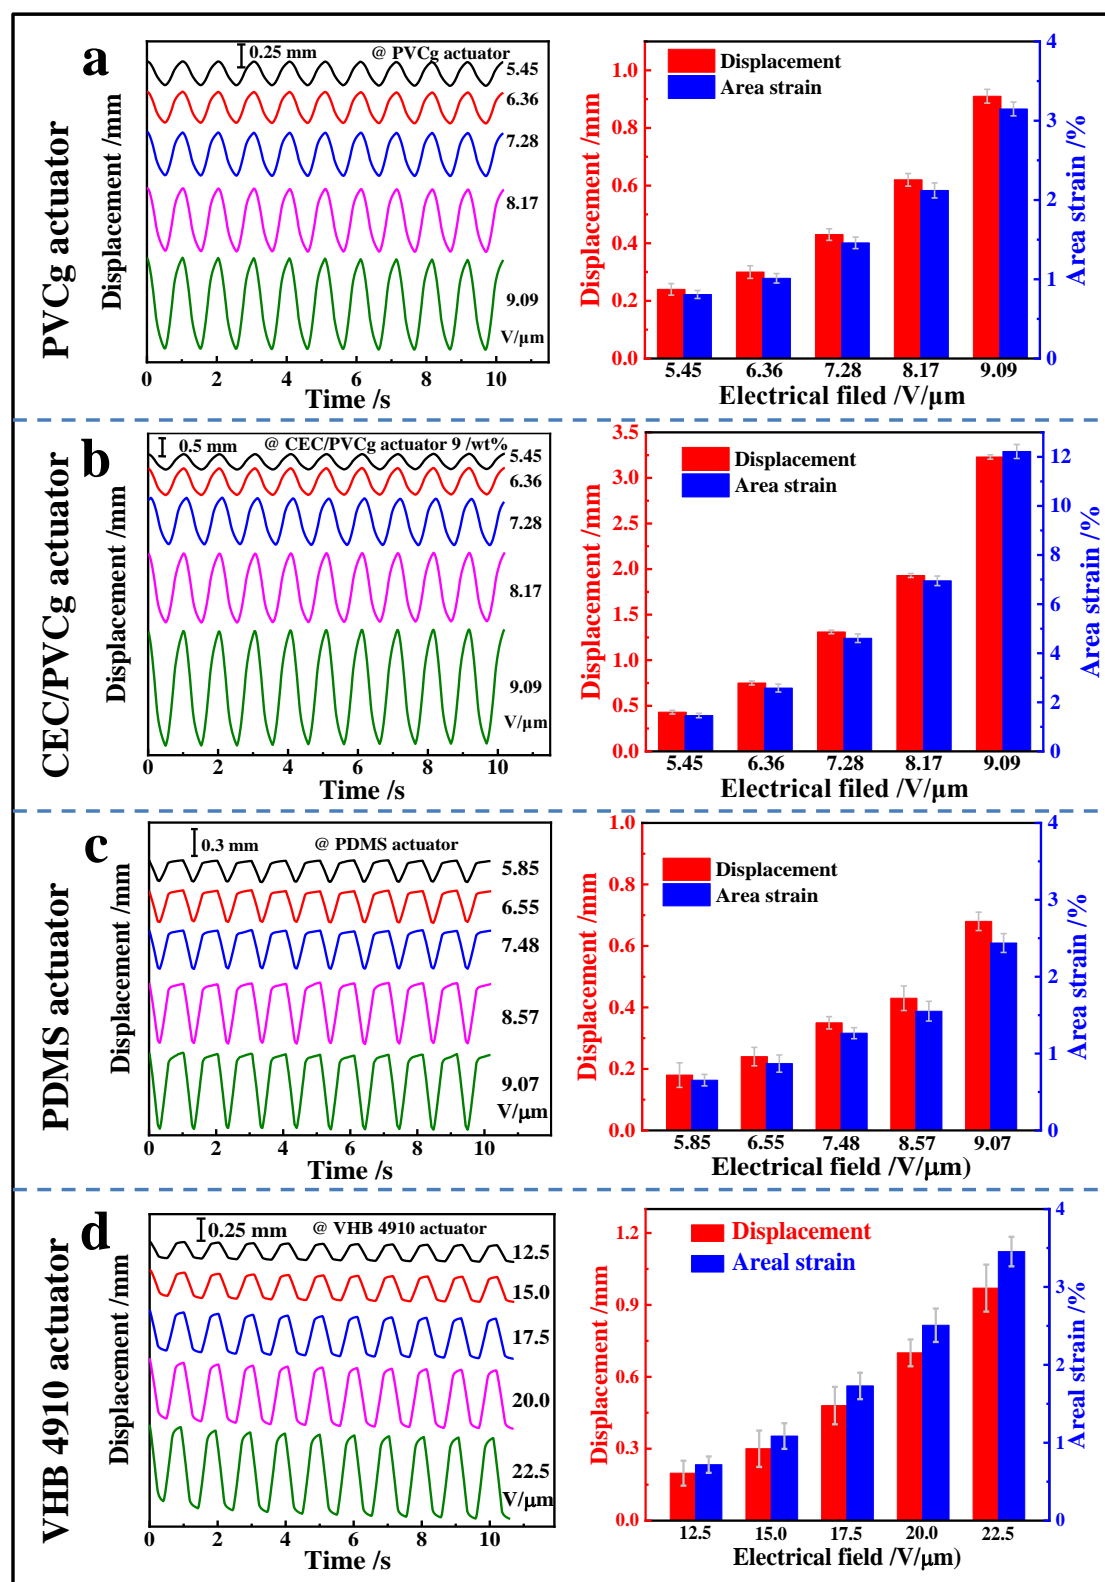 a
PVCg actuator
Displacement /mm
0.25 mm
@ PVCg actuator
5.45
6.36
7.28
8.17
9.09
V/μm
0 2 4 6 8 10
Time /s
Displacement
Area strain
Displacement /mm
1.0
0.8
0.6
0.4
0.2
0.0
4
3
2
1
0
Area strain /%
5.45 6.36 7.28 8.17 9.09
Electrical filed /V/μm
b
CEC/PVCg actuator
Displacement /mm
0.5 mm
@ CEC/PVCg actuator 9 /wt%
5.45
6.36
7.28
8.17
9.09
V/μm
0 2 4 6 8 10
Time /s
Displacement
Area strain
Displacement /mm
3.5
3.0
2.5
2.0
1.5
1.0
0.5
0.0
12
10
8
6
4
2
0
Area strain /%
5.45 6.36 7.28 8.17 9.09
Electrical filed /V/μm
c
PDMS actuator
Displacement /mm
0.3 mm
@ PDMS actuator
5.85
6.55
7.48
8.57
9.07
V/μm
0 2 4 6 8 10
Time /s
Displacement
Area strain
Displacement /mm
1.0
0.8
0.6
0.4
0.2
0.0
4
3
2
1
0
Area strain /%
5.85 6.55 7.48 8.57 9.07
Electrical field /V/μm)
d
VHB 4910 actuator
Displacement /mm
0.25 mm
@ VHB 4910 actuator
12.5
15.0
17.5
20.0
22.5
V/μm
0 2 4 6 8 10
Time /s
Displacement
Areal strain
Displacement /mm
1.2
0.9
0.6
0.3
0.0
4
3
2
1
0
Areal strain /%
12.5 15.0 17.5 20.0 22.5
Electrical field /V/μm)